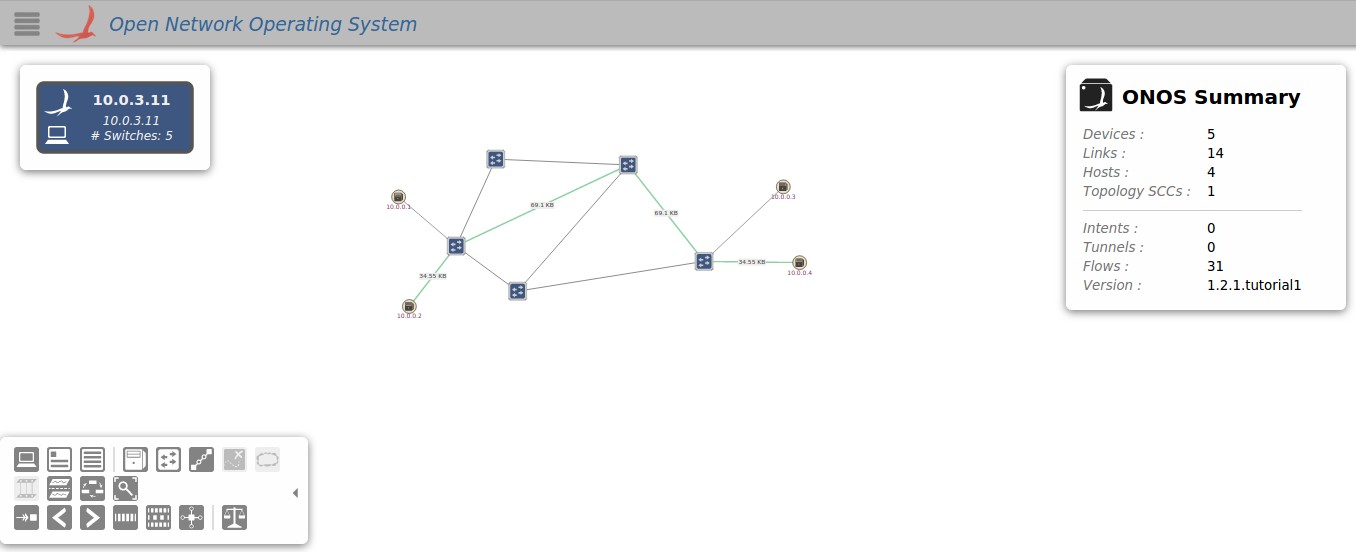 Open Network Operating System
10.0.3.11
10.0.3.11
# Switches: 5
ONOS Summary
Devices : 5
Links : 14
Hosts : 4
Topology SCCs : 1
Intents : 0
Tunnels : 0
Flows : 31
Version : 1.2.1.tutorial1
10.0.0.1
69.1 KB
69.1 KB
10.0.0.3
34.55 KB
34.55 KB
10.0.0.4
10.0.0.2